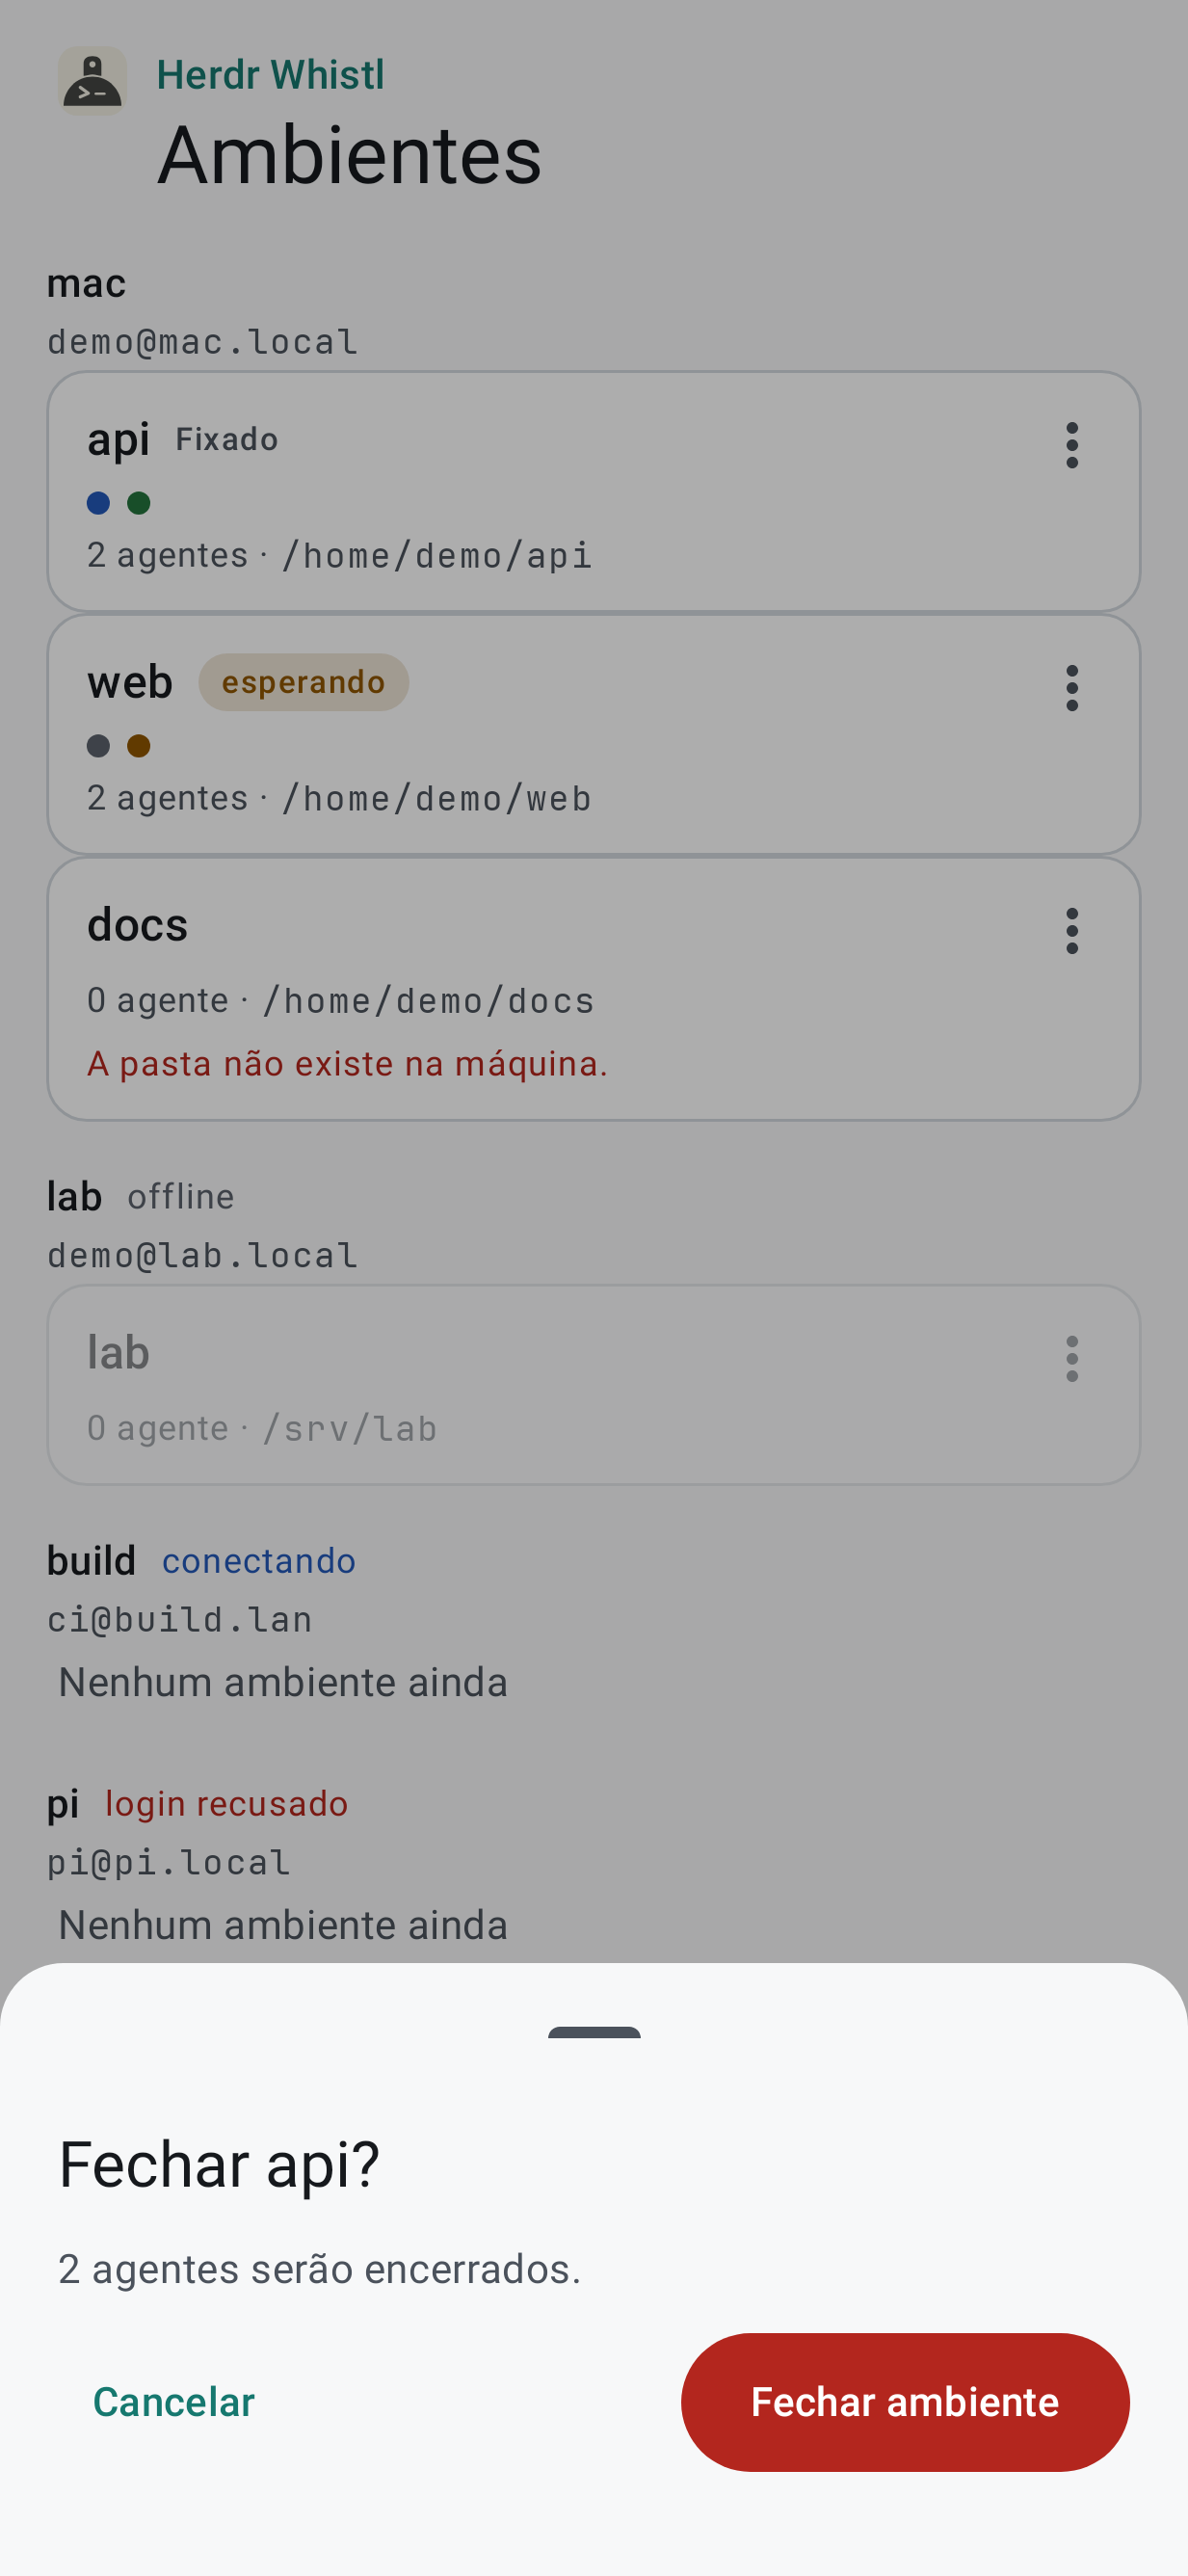 Herdr Whistl
Ambientes
mac
demo@mac.local
api Fixado
2 agentes · /home/demo/api
web esperando
2 agentes · /home/demo/web
docs
0 agente · /home/demo/docs
A pasta não existe na máquina.
lab offline
demo@lab.local
lab
0 agente · /srv/lab
build conectando
ci@build.lan
Nenhum ambiente ainda
pi login recusado
pi@pi.local
Nenhum ambiente ainda
Fechar api?
2 agentes serão encerrados.
Cancelar Fechar ambiente